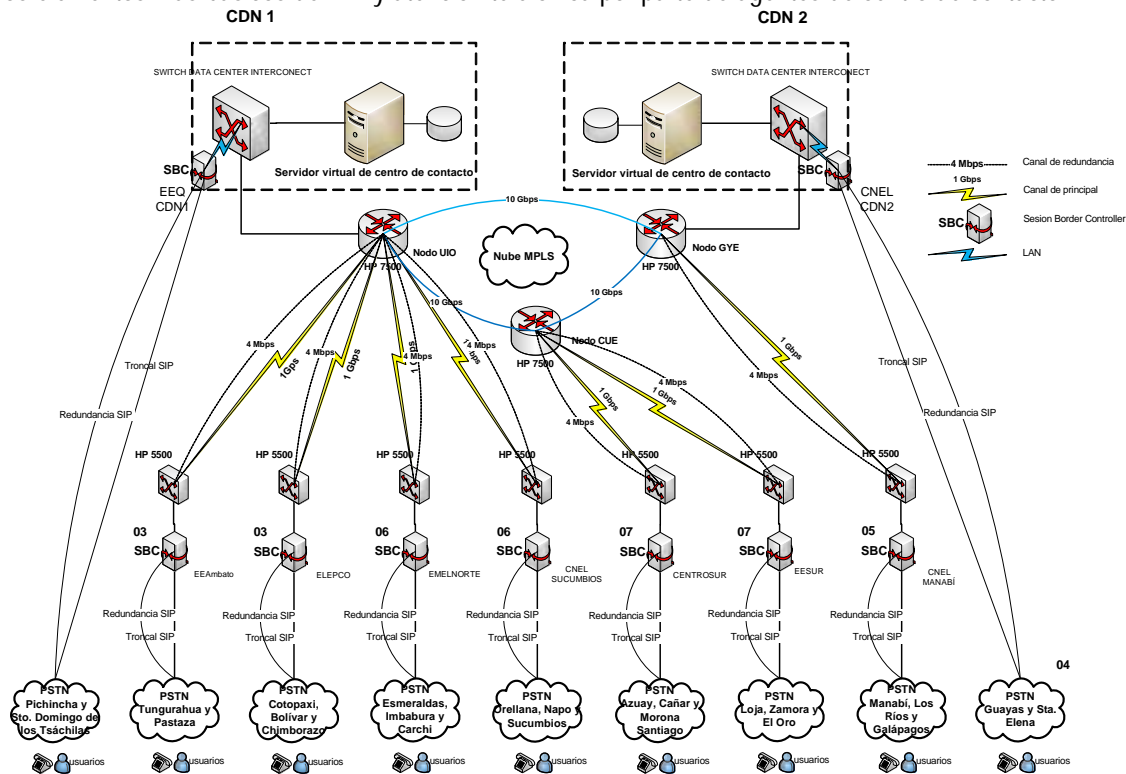 CDN 1
CDN 2
SWITCH DATA CENTER INTERCONECT
SWITCH DATA CENTER INTERCONECT
SBC
EEQ
CDN1
Servidor virtual de centro de contacto
Servidor virtual de centro de contacto
SBC
CNEL
CDN2
4 Mbps
Canal de redundancia
1 Gbps
Canal de principal
SBC
Sesion Border Controller
LAN
10 Gbps
Nodo UIO
HP 7500
Nube MPLS
Nodo GYE
HP 7500
10 Gbps
10 Gbps
Nodo CUE
HP 7500
4 Mbps
1Gps
4 Mbps
1 Gbps
4 Mbps
4 Mbps
1 Gbps
4 Mbps
4 Mbps
1 Gbps
1 Gbps
4 Mbps
Troncal SIP
Redundancia SIP
Troncal SIP
Redundancia SIP
HP 5500
HP 5500
HP 5500
HP 5500
HP 5500
HP 5500
HP 5500
03
SBC
EEAmbato
03
SBC
ELEPCO
06
SBC
EMELNORTE
06
SBC
CNEL
SUCUMBIOS
07
SBC
CENTROSUR
07
SBC
EESUR
05
SBC
CNEL
MANABÍ
Redundancia SIP
Redundancia SIP
Redundancia SIP
Redundancia SIP
Redundancia SIP
Redundancia SIP
Redundancia SIP
Troncal SIP
Troncal SIP
Troncal SIP
Troncal SIP
Troncal SIP
Troncal SIP
Troncal SIP
04
PSTN
Pichincha y
Sto. Domingo de
los Tsáchilas
PSTN
Tungurahua y
Pastaza
PSTN
Cotopaxi,
Bolívar y
Chimborazo
PSTN
Esmeraldas,
Imbabura y
Carchi
PSTN
Orellana, Napo y
Sucumbios
PSTN
Azuay, Cañar y
Morona
Santiago
PSTN
Loja, Zamora y
El Oro
PSTN
Manabí, Los
Ríos y
Galápagos
PSTN
Guayas y Sta.
Elena
usuarios
usuarios
usuarios
usuarios
usuarios
usuarios
usuarios
usuarios
usuarios